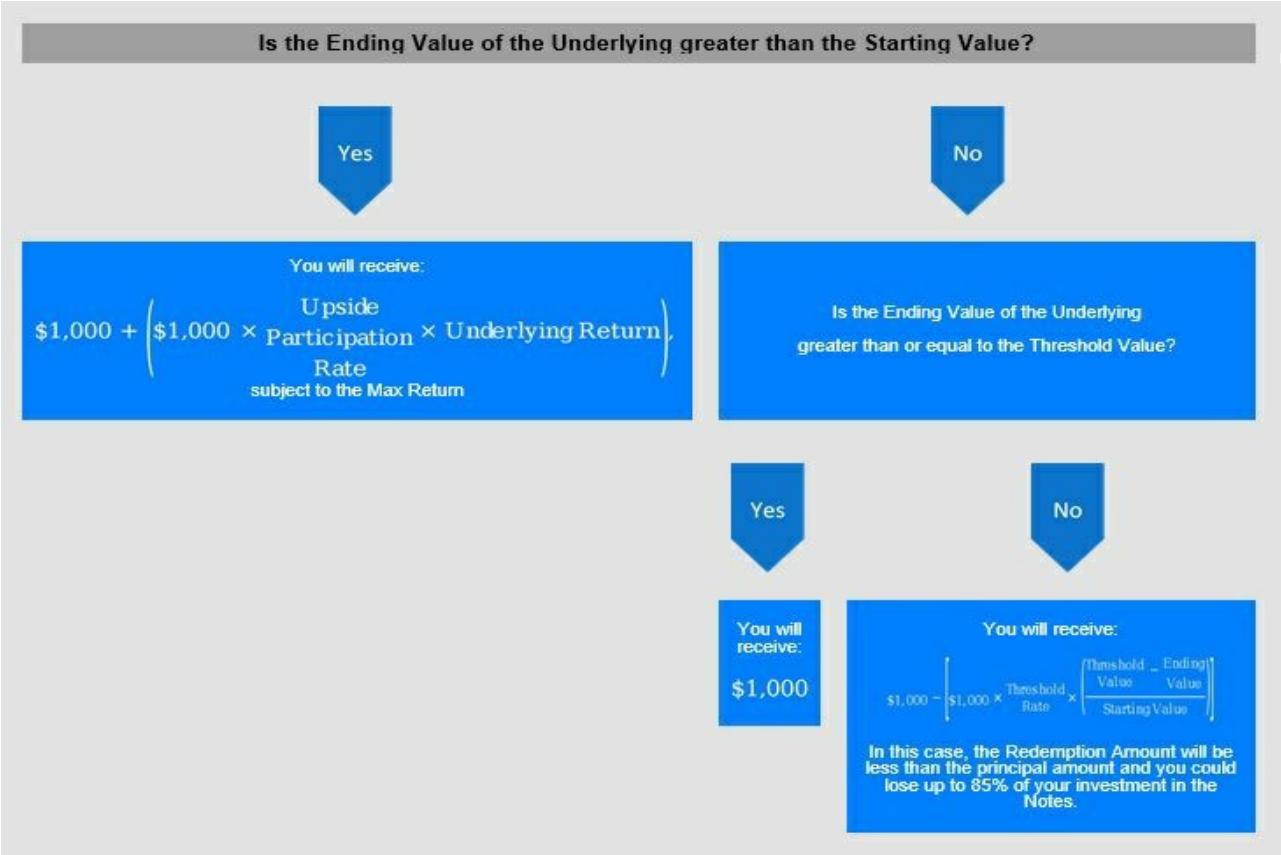 Is the Ending Value of the Underlying greater than the Starting Value?
Yes
No
You will receive:
$1,000 + ($1,000 × Upside Participation Rate × Underlying Return),
subject to the Max Return
Is the Ending Value of the Underlying
greater than or equal to the Threshold Value?
Yes
No
You will
receive:
$1,000
You will receive:
$1,000 − [$1,000 × Threshold Rate × (Threshold Value − Ending Value / Starting Value)]
In this case, the Redemption Amount will be
less than the principal amount and you could
lose up to 85% of your investment in the
Notes.